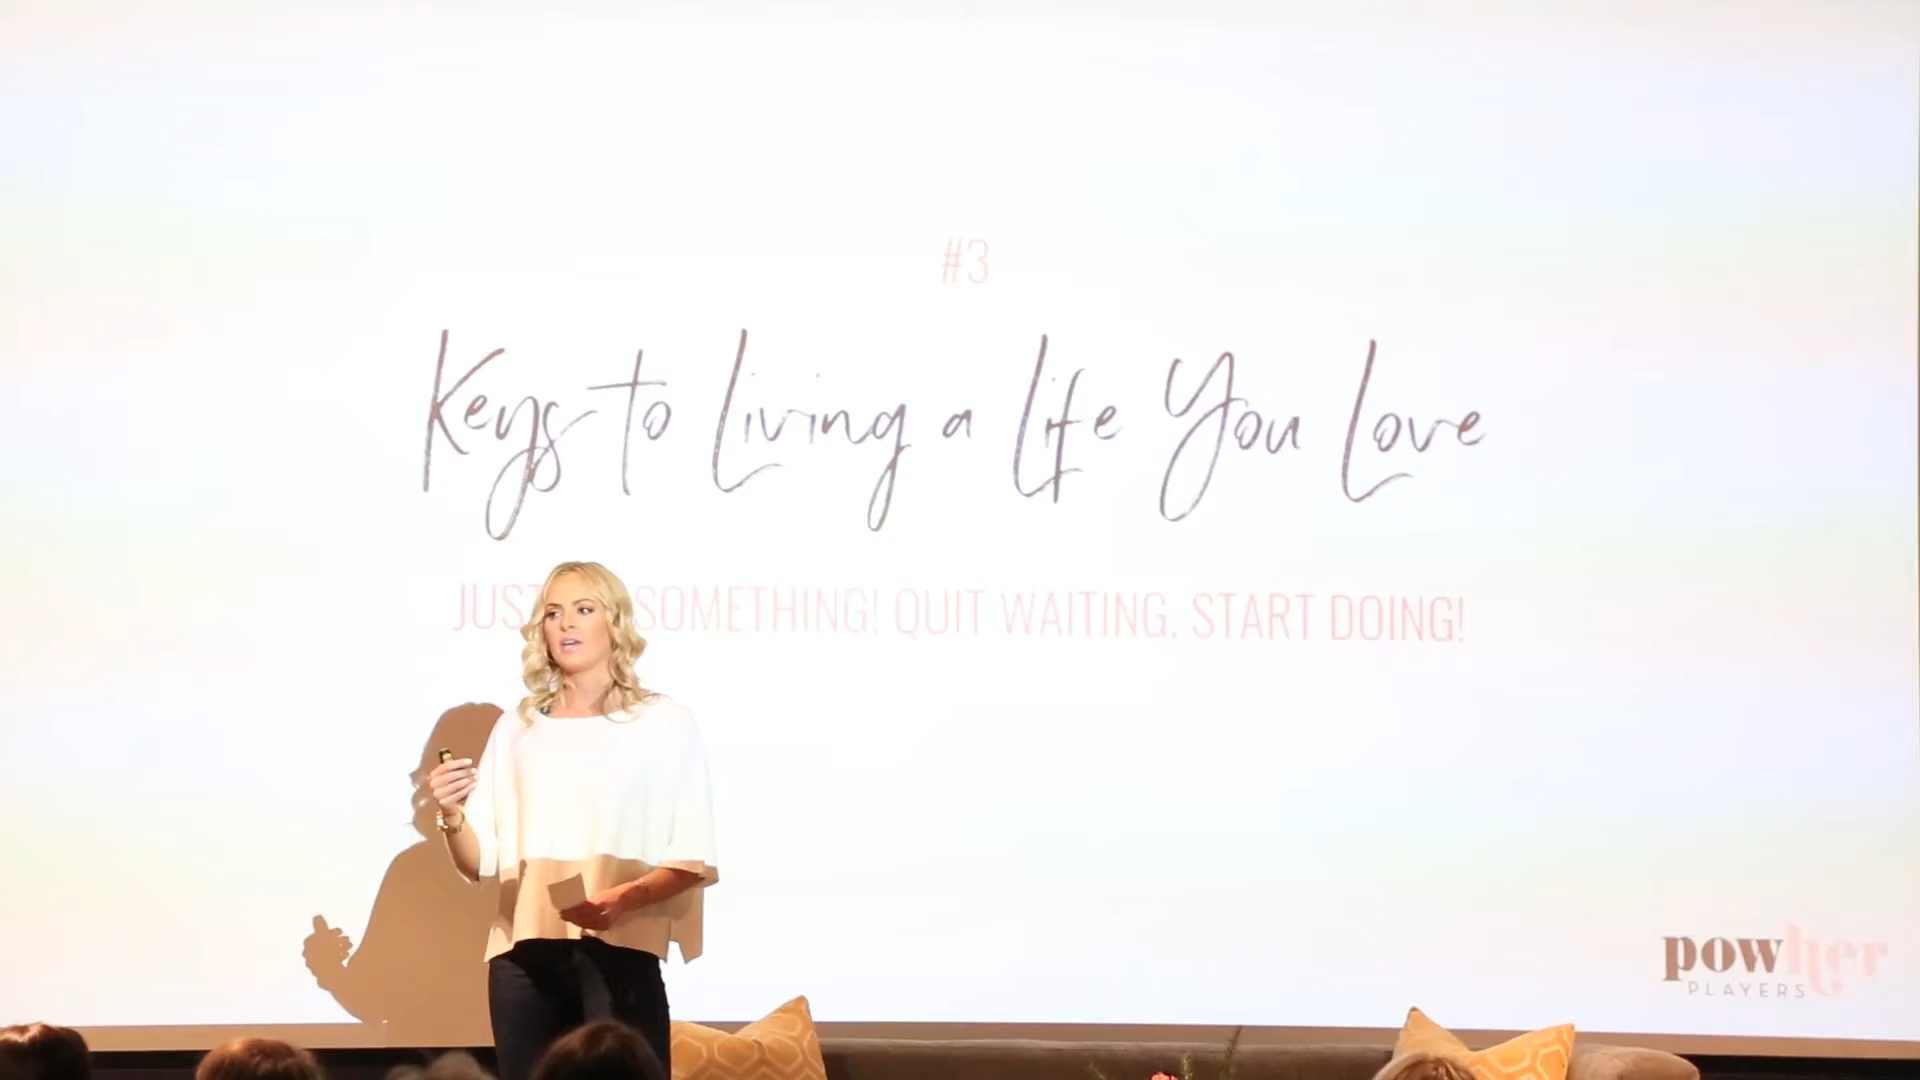 #3
Keys to Living a Life You Love
JUST SOMETHING! QUIT WAITING. START DOING!
powher
PLAYERS